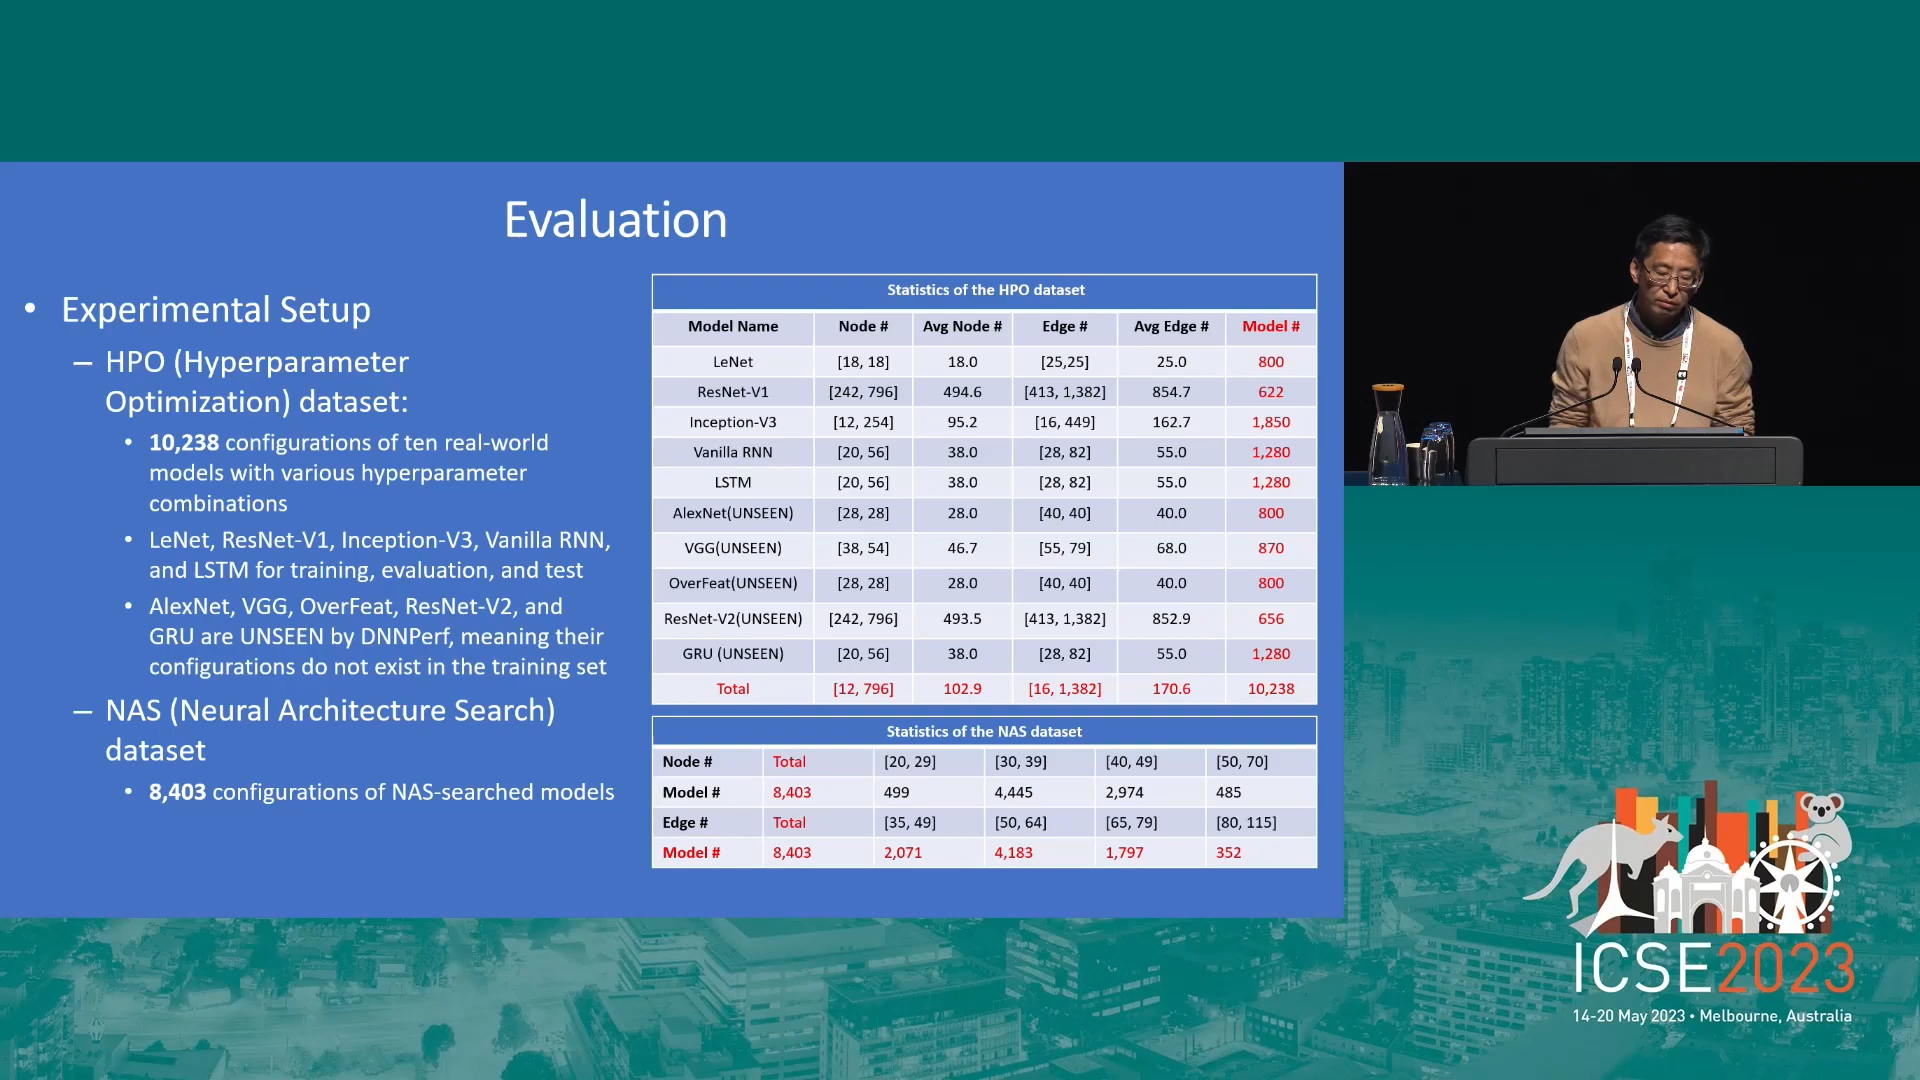 Evaluation
• Experimental Setup
– HPO (Hyperparameter
Optimization) dataset:
• 10,238 configurations of ten real-world
models with various hyperparameter
combinations
• LeNet, ResNet-V1, Inception-V3, Vanilla RNN,
and LSTM for training, evaluation, and test
• AlexNet, VGG, OverFeat, ResNet-V2, and
GRU are UNSEEN by DNNPerf, meaning their
configurations do not exist in the training set
– NAS (Neural Architecture Search)
dataset
• 8,403 configurations of NAS-searched models
Statistics of the HPO dataset
Model Name Node # Avg Node # Edge # Avg Edge # Model #
LeNet [18, 18] 18.0 [25,25] 25.0 800
ResNet-V1 [242, 796] 494.6 [413, 1,382] 854.7 622
Inception-V3 [12, 254] 95.2 [16, 449] 162.7 1,850
Vanilla RNN [20, 56] 38.0 [28, 82] 55.0 1,280
LSTM [20, 56] 38.0 [28, 82] 55.0 1,280
AlexNet(UNSEEN) [28, 28] 28.0 [40, 40] 40.0 800
VGG(UNSEEN) [38, 54] 46.7 [55, 79] 68.0 870
OverFeat(UNSEEN) [28, 28] 28.0 [40, 40] 40.0 800
ResNet-V2(UNSEEN) [242, 796] 493.5 [413, 1,382] 852.9 656
GRU (UNSEEN) [20, 56] 38.0 [28, 82] 55.0 1,280
Total [12, 796] 102.9 [16, 1,382] 170.6 10,238
Statistics of the NAS dataset
Node # Total [20, 29] [30, 39] [40, 49] [50, 70]
Model # 8,403 499 4,445 2,974 485
Edge # Total [35, 49] [50, 64] [65, 79] [80, 115]
Model # 8,403 2,071 4,183 1,797 352
ICSE2023
14-20 May 2023 • Melbourne, Australia